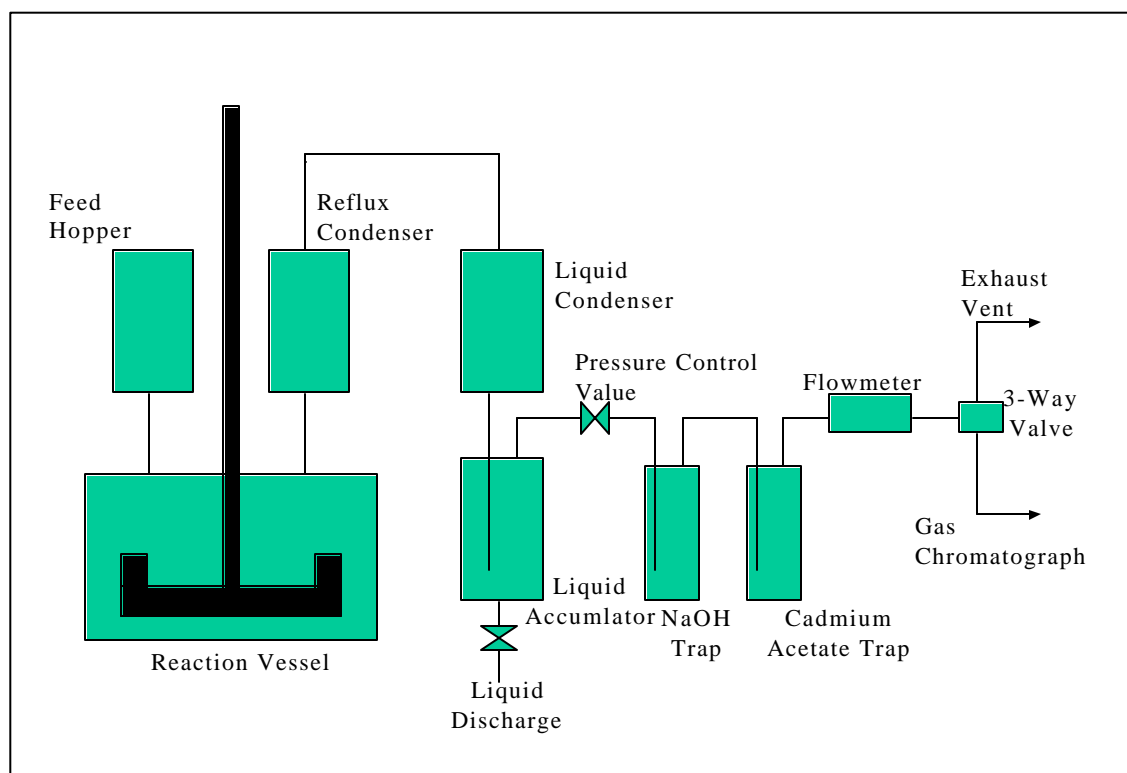 Feed
Hopper
Reflux
Condenser
Liquid
Condenser
Exhaust
Vent
Pressure Control
Value
Flowmeter
3-Way
Valve
Gas
Chromatograph
Liquid
Accumlator
NaOH
Trap
Cadmium
Acetate Trap
Reaction Vessel
Liquid
Discharge